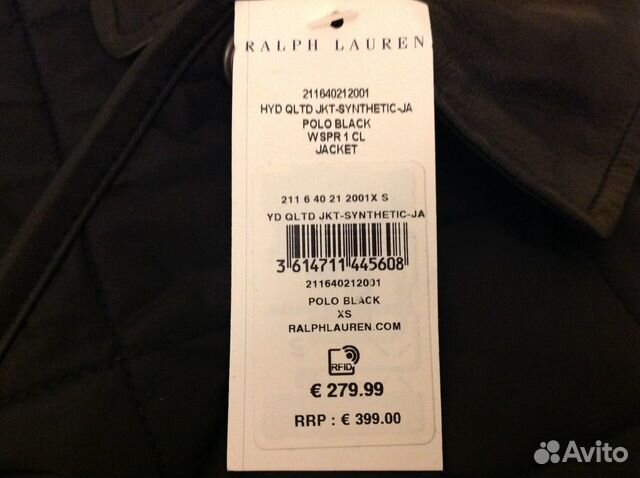 RALPH LAUREN
211640212001
HYD QLTD JKT-SYNTHETIC-JA
POLO BLACK
W SPR 1 CL
JACKET
211 6 40 21 2001X S
YD QLTD JKT-SYNTHETIC-JA
3 614711 445608
211640212001
POLO BLACK
XS
RALPHLAUREN.COM
RFID
€ 279.99
RRP : € 399.00
Avito